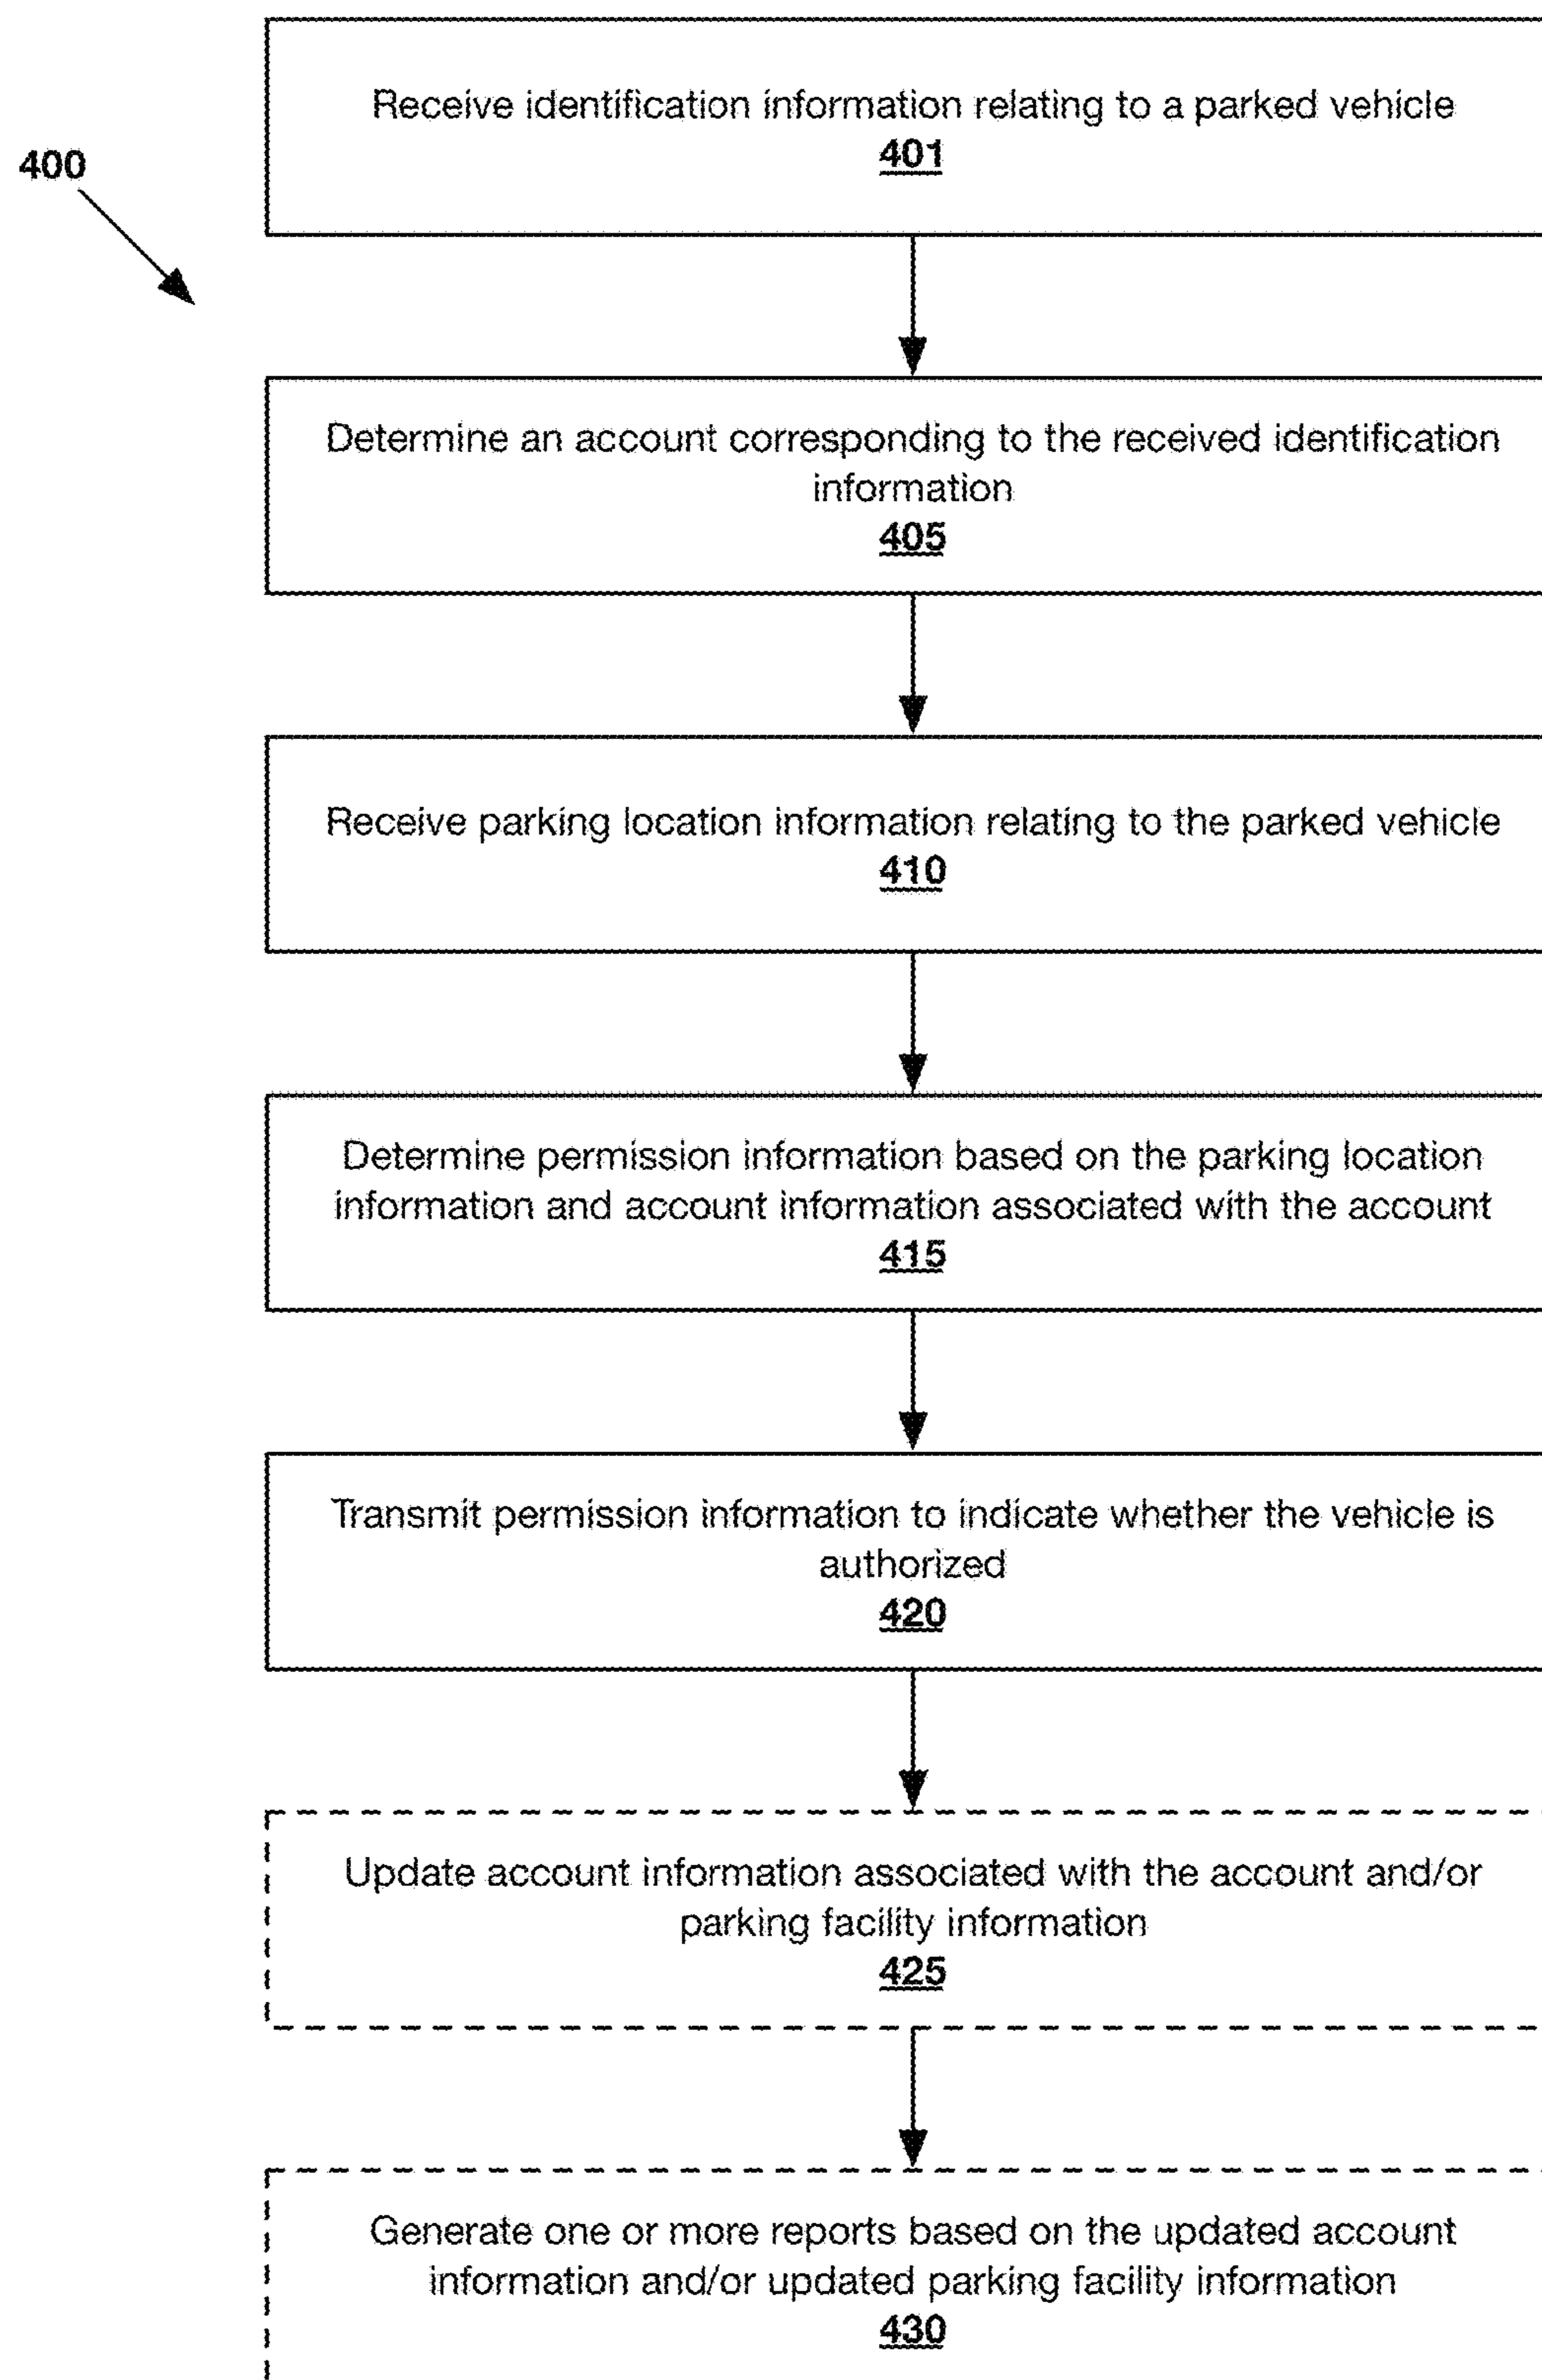 400
Receive identification information relating to a parked vehicle
401
Determine an account corresponding to the received identification
information
405
Receive parking location information relating to the parked vehicle
410
Determine permission information based on the parking location
information and account information associated with the account
415
Transmit permission information to indicate whether the vehicle is
authorized
420
Update account information associated with the account and/or
parking facility information
425
Generate one or more reports based on the updated account
information and/or updated parking facility information
430